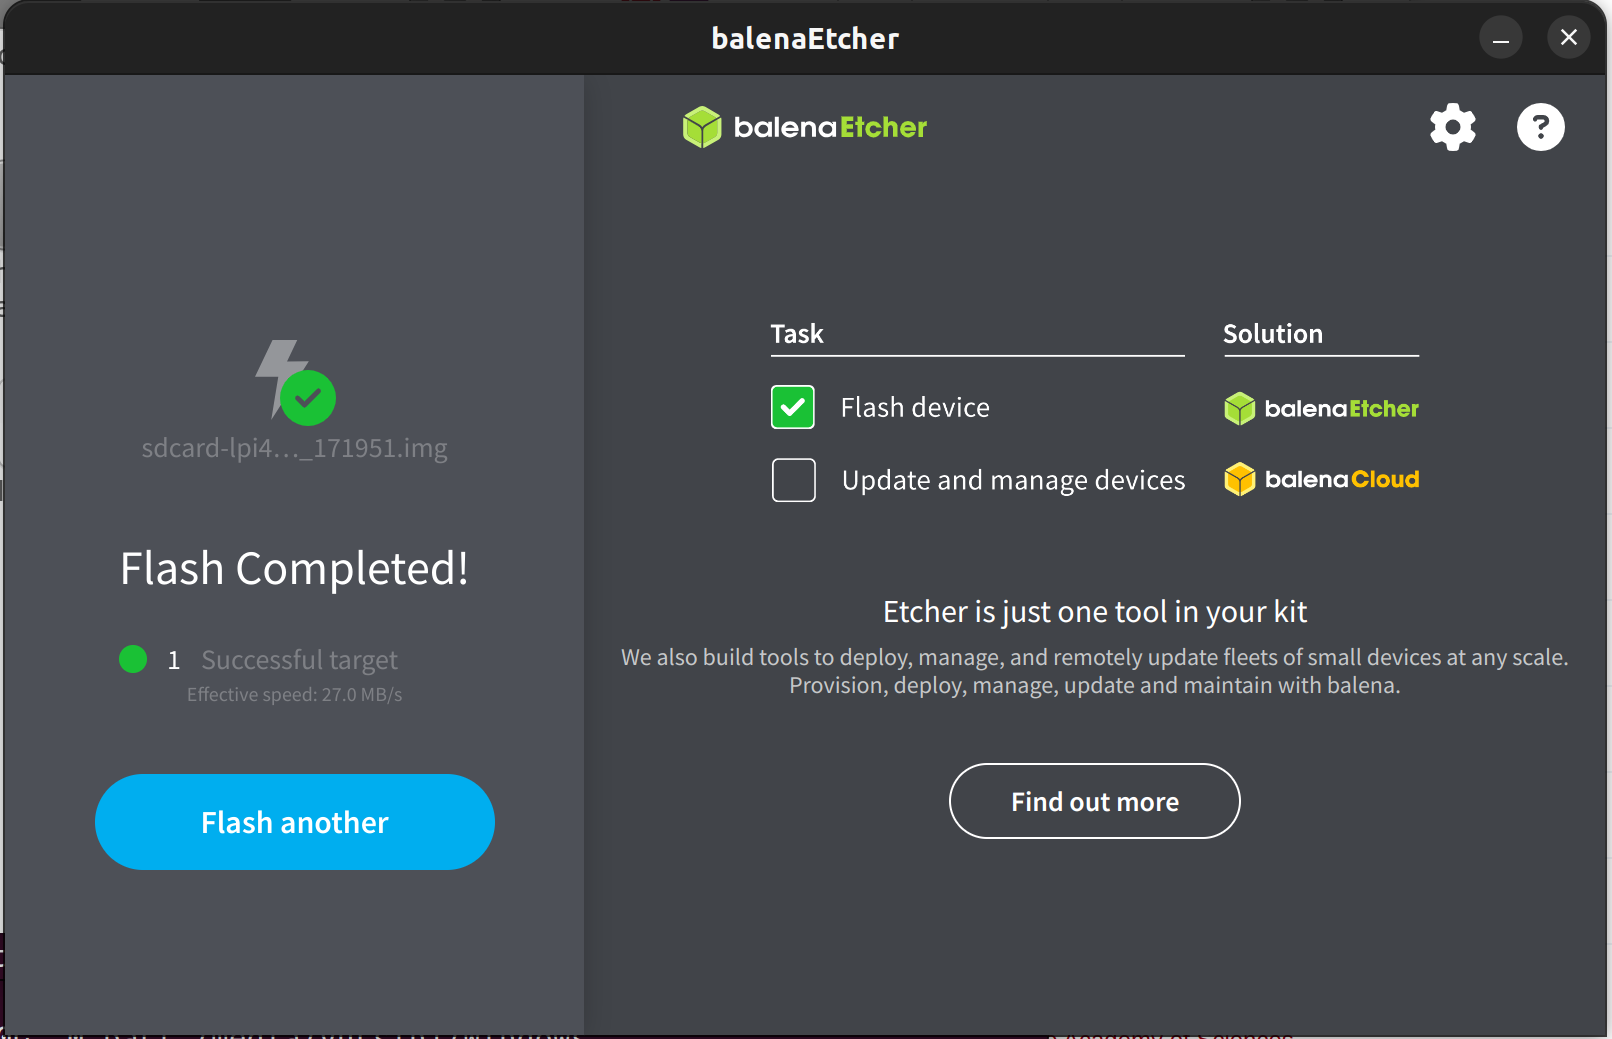 balenaEtcher
balenaEtcher
Task Solution
Flash device balenaEtcher
Update and manage devices balenaCloud
sdcard-lpi4..._171951.img
Flash Completed!
1 Successful target
Effective speed: 27.0 MB/s
Flash another
Etcher is just one tool in your kit
We also build tools to deploy, manage, and remotely update fleets of small devices at any scale.
Provision, deploy, manage, update and maintain with balena.
Find out more